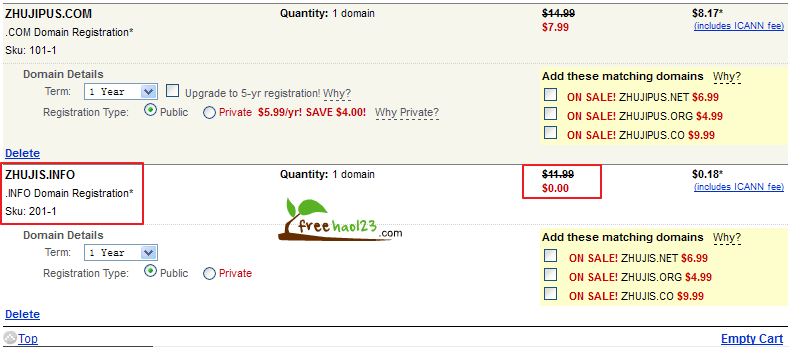 ZHUJIPUS.COM Quantity: 1 domain $14.99 $8.17*
.COM Domain Registration* $7.99 (includes ICANN fee)
Sku: 101-1
Domain Details Add these matching domains Why?
Term: 1 Year Upgrade to 5-yr registration! Why? ON SALE! ZHUJIPUS.NET $6.99
Registration Type: Public Private $5.99/yr! SAVE $4.00! Why Private? ON SALE! ZHUJIPUS.ORG $4.99
ON SALE! ZHUJIPUS.CO $9.99
Delete
ZHUJIS.INFO Quantity: 1 domain $11.99 $0.18*
.INFO Domain Registration* $0.00 (includes ICANN fee)
Sku: 201-1
freehao123.com
Domain Details Add these matching domains Why?
Term: 1 Year ON SALE! ZHUJIS.NET $6.99
Registration Type: Public Private ON SALE! ZHUJIS.ORG $4.99
ON SALE! ZHUJIS.CO $9.99
Delete
Top Empty Cart